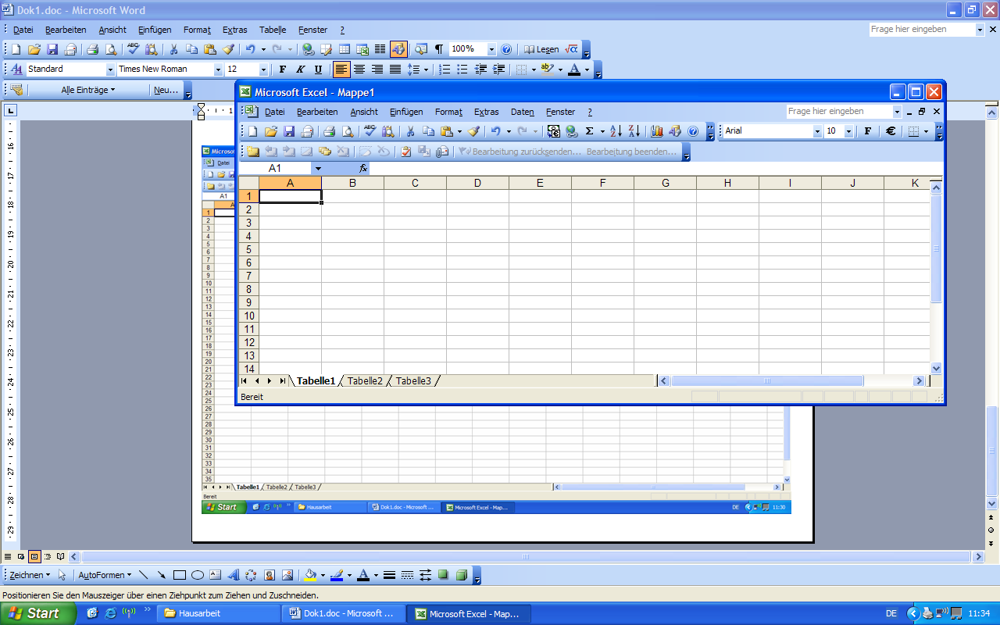 Dok1.doc - Microsoft Word
Datei Bearbeiten Ansicht Einfügen Format Extras Tabelle Fenster ? Frage hier eingeben
100% Lesen
Standard Times New Roman 12 F K U
Alle Einträge Neu...
Microsoft Excel - Mappe1
Datei Bearbeiten Ansicht Einfügen Format Extras Daten Fenster ? Frage hier eingeben
Arial 10 F €
Bearbeitung zurücksenden... Bearbeitung beenden...
A1 fx
A B C D E F G H I J K
1
2
3
4
5
6
7
8
9
10
11
12
13
14
Tabelle1 Tabelle2 Tabelle3
Bereit
16
17
18
19
20
21
22
23
24
25
26
27
28
29
1
Microsof
Datei
A1
1
2
3
4
5
6
7
8
9
10
11
12
13
14
15
16
17
18
19
20
21
22
23
24
25
26
27
28
29
30
31
32
33
34
35
Tabelle1 Tabelle2 Tabelle3
Bereit
Start Hausarbeit Dok1.doc - Microsoft ... Microsoft Excel - Map... DE 11:30
Zeichnen AutoFormen
Positionieren Sie den Mauszeiger über einen Ziehpunkt zum Ziehen und Zuschneiden.
Start Hausarbeit Dok1.doc - Microsoft ... Microsoft Excel - Map... DE 11:34